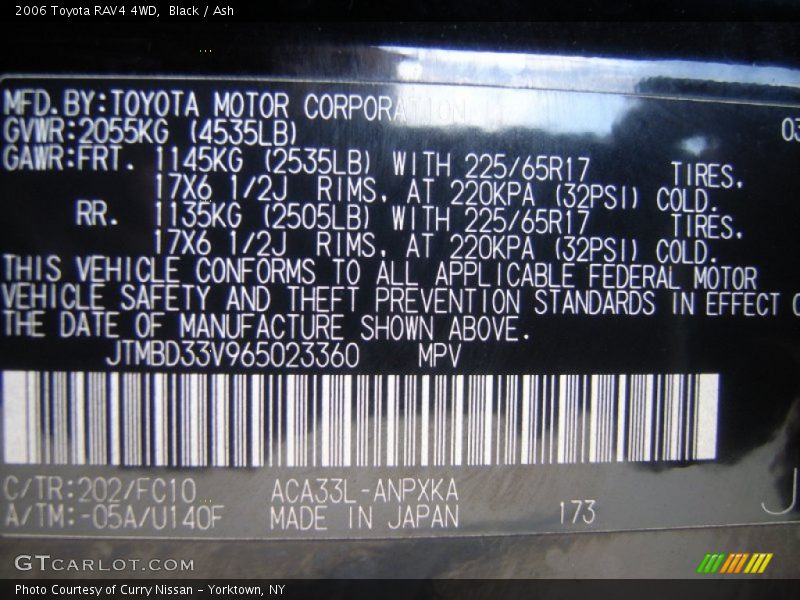 2006 Toyota RAV4 4WD, Black / Ash
MFD.BY:TOYOTA MOTOR CORPORATION
GVWR:2055KG (4535LB) 03
GAWR:FRT. 1145KG (2535LB) WITH 225/65R17 TIRES,
17X6 1/2J RIMS, AT 220KPA (32PSI) COLD.
RR. 1135KG (2505LB) WITH 225/65R17 TIRES,
17X6 1/2J RIMS, AT 220KPA (32PSI) COLD.
THIS VEHICLE CONFORMS TO ALL APPLICABLE FEDERAL MOTOR
VEHICLE SAFETY AND THEFT PREVENTION STANDARDS IN EFFECT
THE DATE OF MANUFACTURE SHOWN ABOVE.
JTMBD33V965023360 MPV
C/TR:202/FC10 ACA33L-ANPXKA
A/TM:-05A/U140F MADE IN JAPAN 173 J
GTCARLOT.COM
Photo Courtesy of Curry Nissan - Yorktown, NY